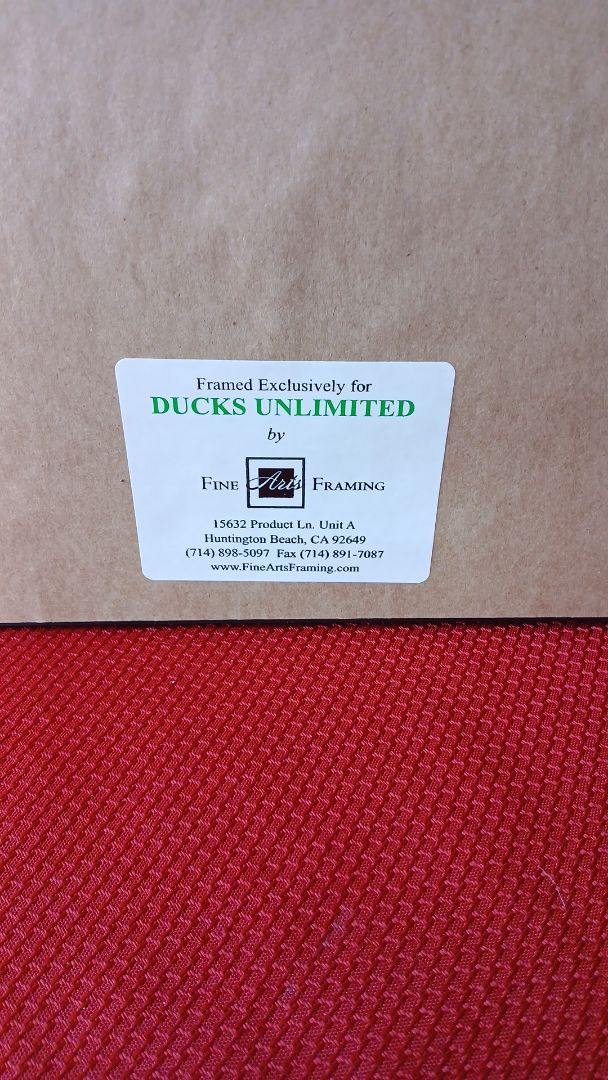 Framed Exclusively for
DUCKS UNLIMITED
by
FINE Arts FRAMING
15632 Product Ln. Unit A
Huntington Beach, CA 92649
(714) 898-5097 Fax (714) 891-7087
www.FineArtsFraming.com